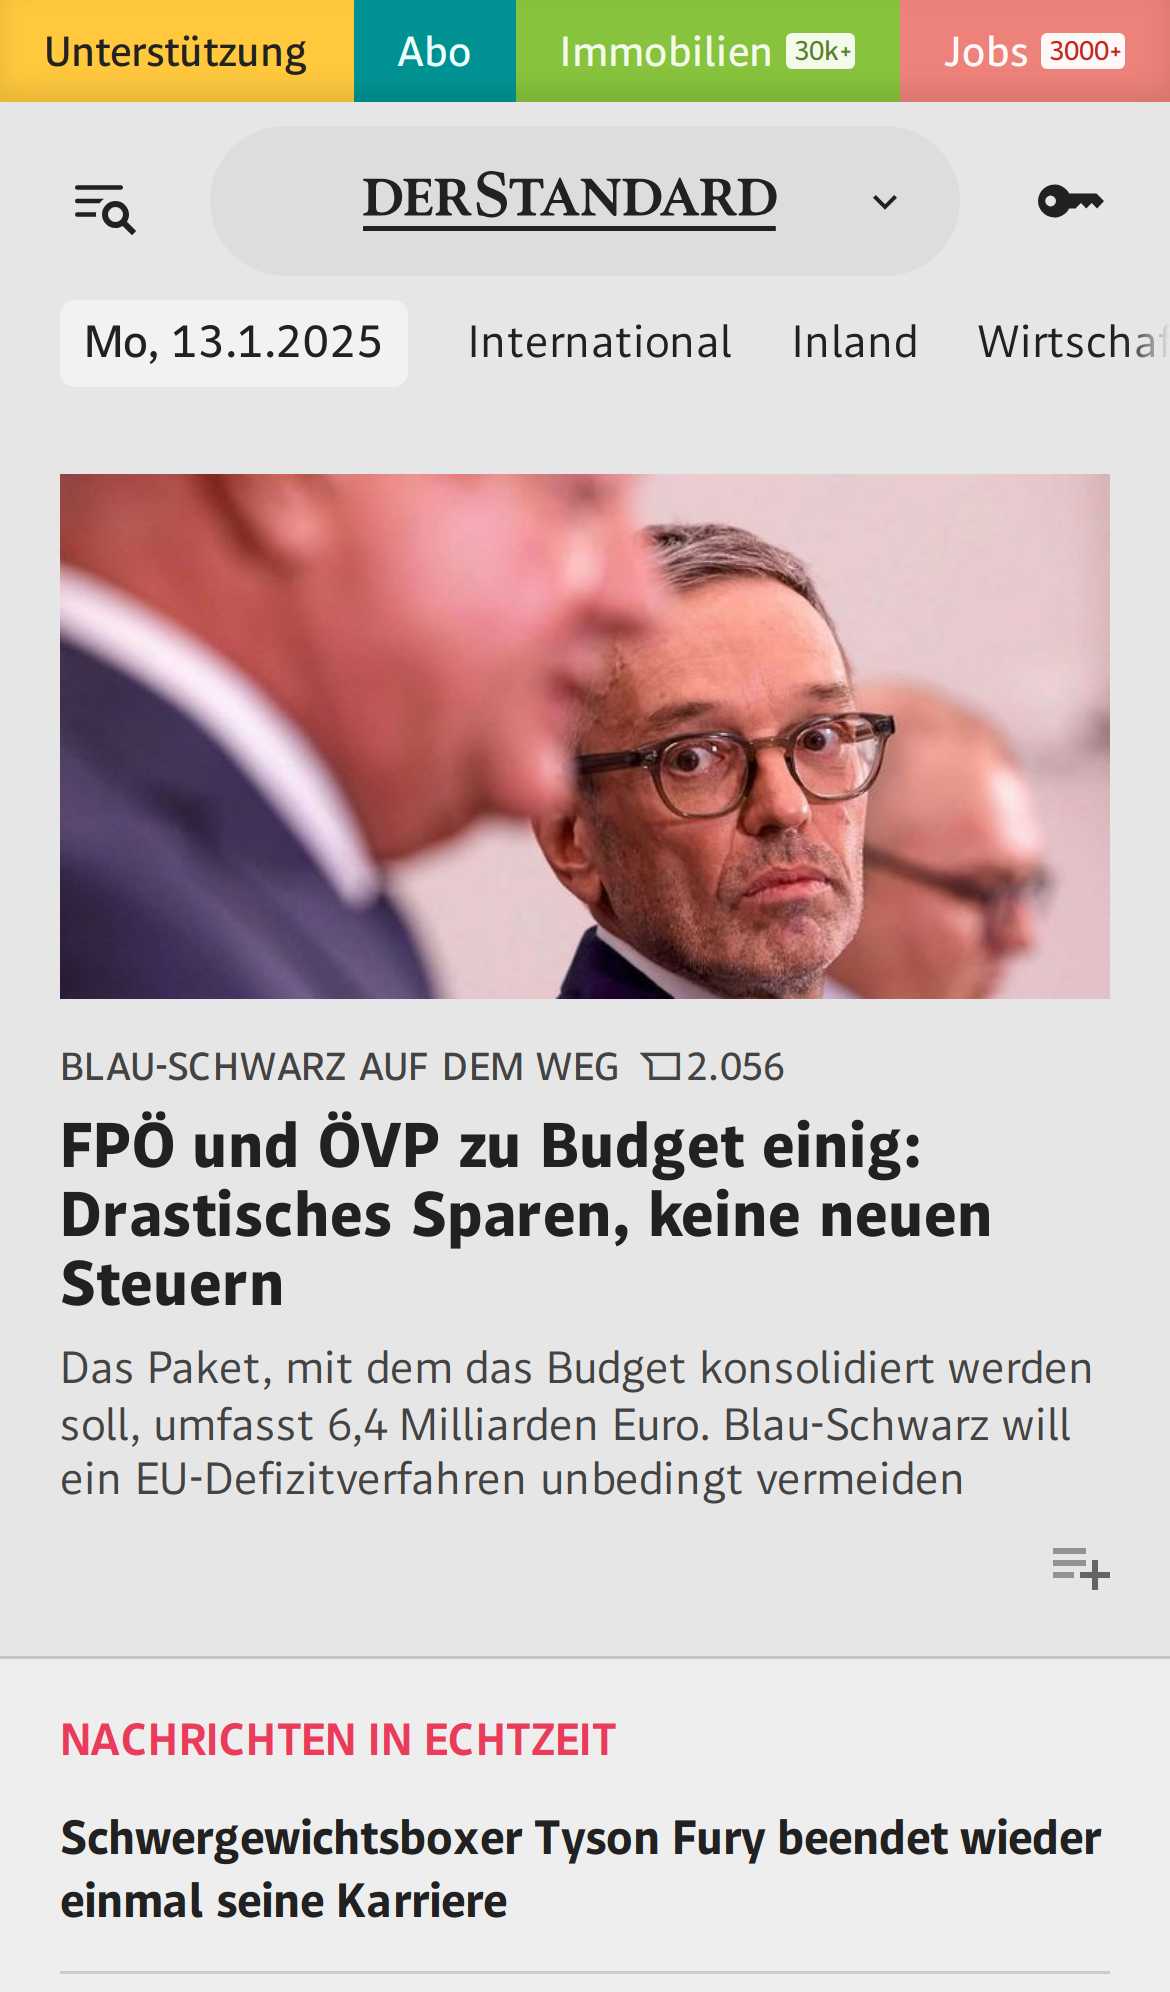 Unterstützung
Abo
Immobilien 30k+
Jobs 3000+
DERSTANDARD
Mo, 13.1.2025
International
Inland
Wirtschaf
BLAU-SCHWARZ AUF DEM WEG 2.056
FPÖ und ÖVP zu Budget einig:
Drastisches Sparen, keine neuen
Steuern
Das Paket, mit dem das Budget konsolidiert werden
soll, umfasst 6,4 Milliarden Euro. Blau-Schwarz will
ein EU-Defizitverfahren unbedingt vermeiden
NACHRICHTEN IN ECHTZEIT
Schwergewichtsboxer Tyson Fury beendet wieder
einmal seine Karriere